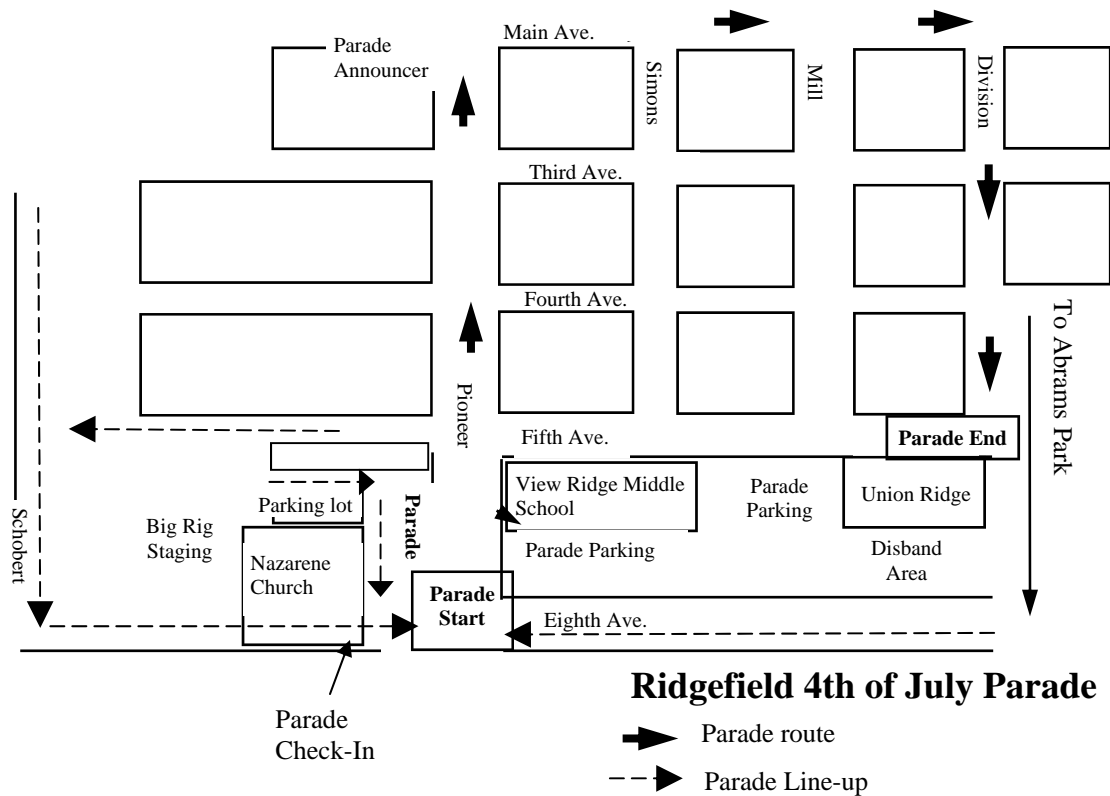 Main Ave.
Parade
Announcer
Simons
Mill
Division
Third Ave.
Fourth Ave.
Pioneer
To Abrams Park
Fifth Ave.
Parade End
View Ridge Middle
School
Parade
Parking
Union Ridge
Parking lot
Parade
Schobert
Big Rig
Staging
Nazarene
Church
Parade Parking
Disband
Area
Parade
Start
Eighth Ave.
Ridgefield 4th of July Parade
Parade
Check-In
Parade route
Parade Line-up